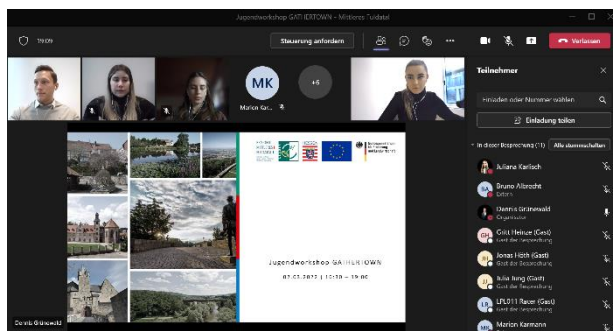 Jugendworkshop GATHERTOWN - Mittleres Fuldatal
Steuerung anfordern
Verlassen
MK
Marion Kar...
+6
Teilnehmer
Einladen oder Nummer wählen
Einladung teilen
In dieser Besprechung (11)
Alle stummschalten
Juliana Karlisch
Bruno Albrecht
Extern
Dennis Grünewald
Organisator
Gritt Heinze (Gast)
Gast der Besprechung
Jonas Höth (Gast)
Gast der Besprechung
Julia Jung (Gast)
Gast der Besprechung
LPL011 Racer (Gast)
Gast der Besprechung
MK
Marion Karmann
Jugendworkshop GATHERTOWN
Dennis Grünewald